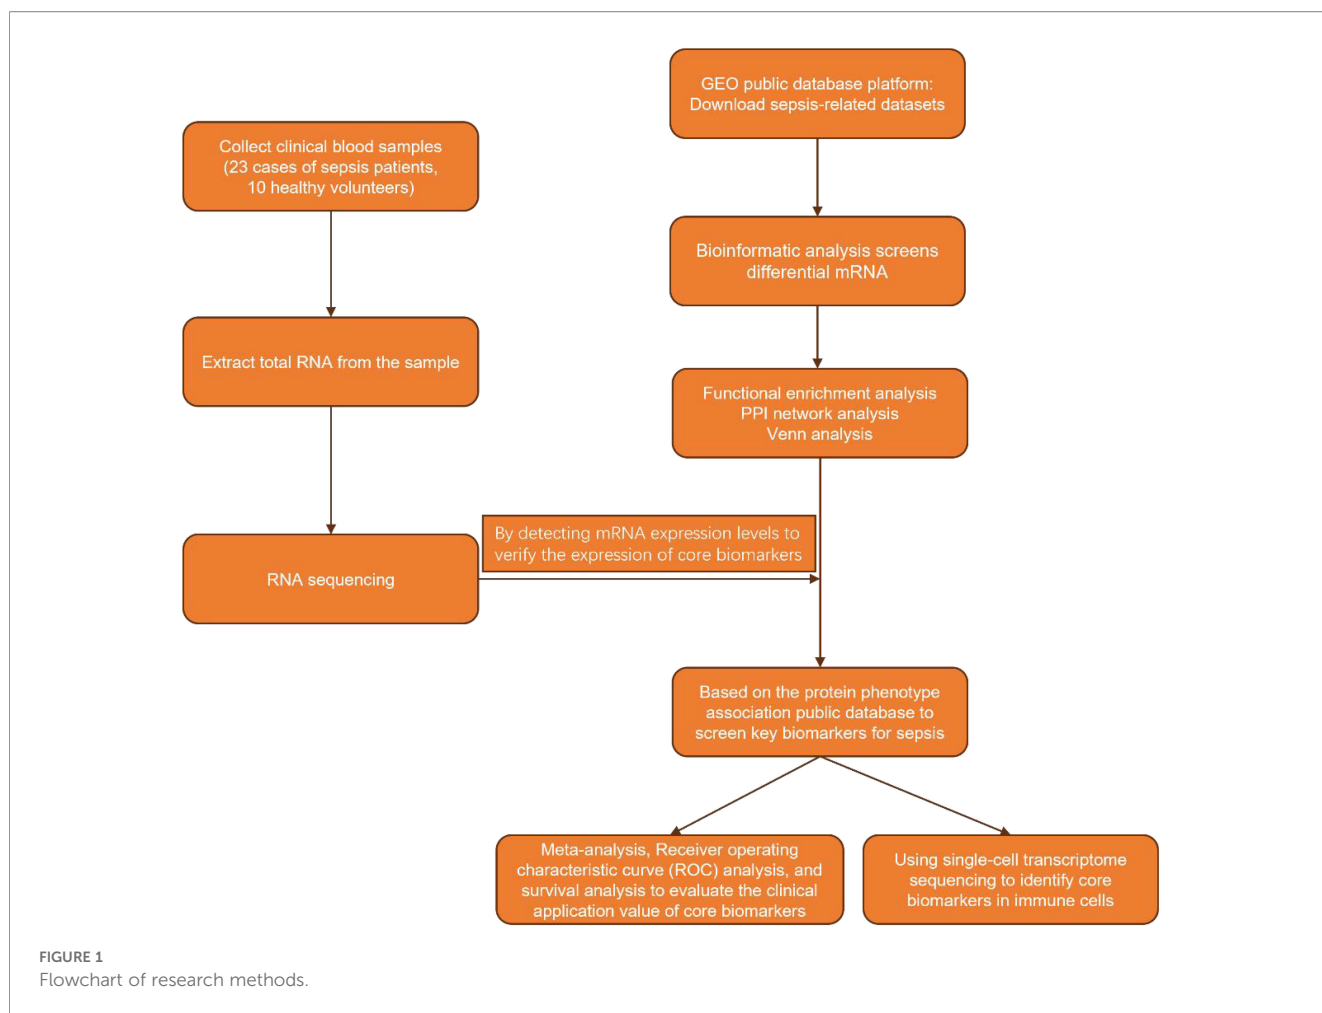 GEO public database platform:
Download sepsis-related datasets
Collect clinical blood samples
(23 cases of sepsis patients,
10 healthy volunteers)
Bioinformatic analysis screens
differential mRNA
Extract total RNA from the sample
Functional enrichment analysis
PPI network analysis
Venn analysis
By detecting mRNA expression levels to
verify the expression of core biomarkers
RNA sequencing
Based on the protein phenotype
association public database to
screen key biomarkers for sepsis
Meta-analysis, Receiver operating
characteristic curve (ROC) analysis, and
survival analysis to evaluate the clinical
application value of core biomarkers
Using single-cell transcriptome
sequencing to identify core
biomarkers in immune cells
FIGURE 1
Flowchart of research methods.